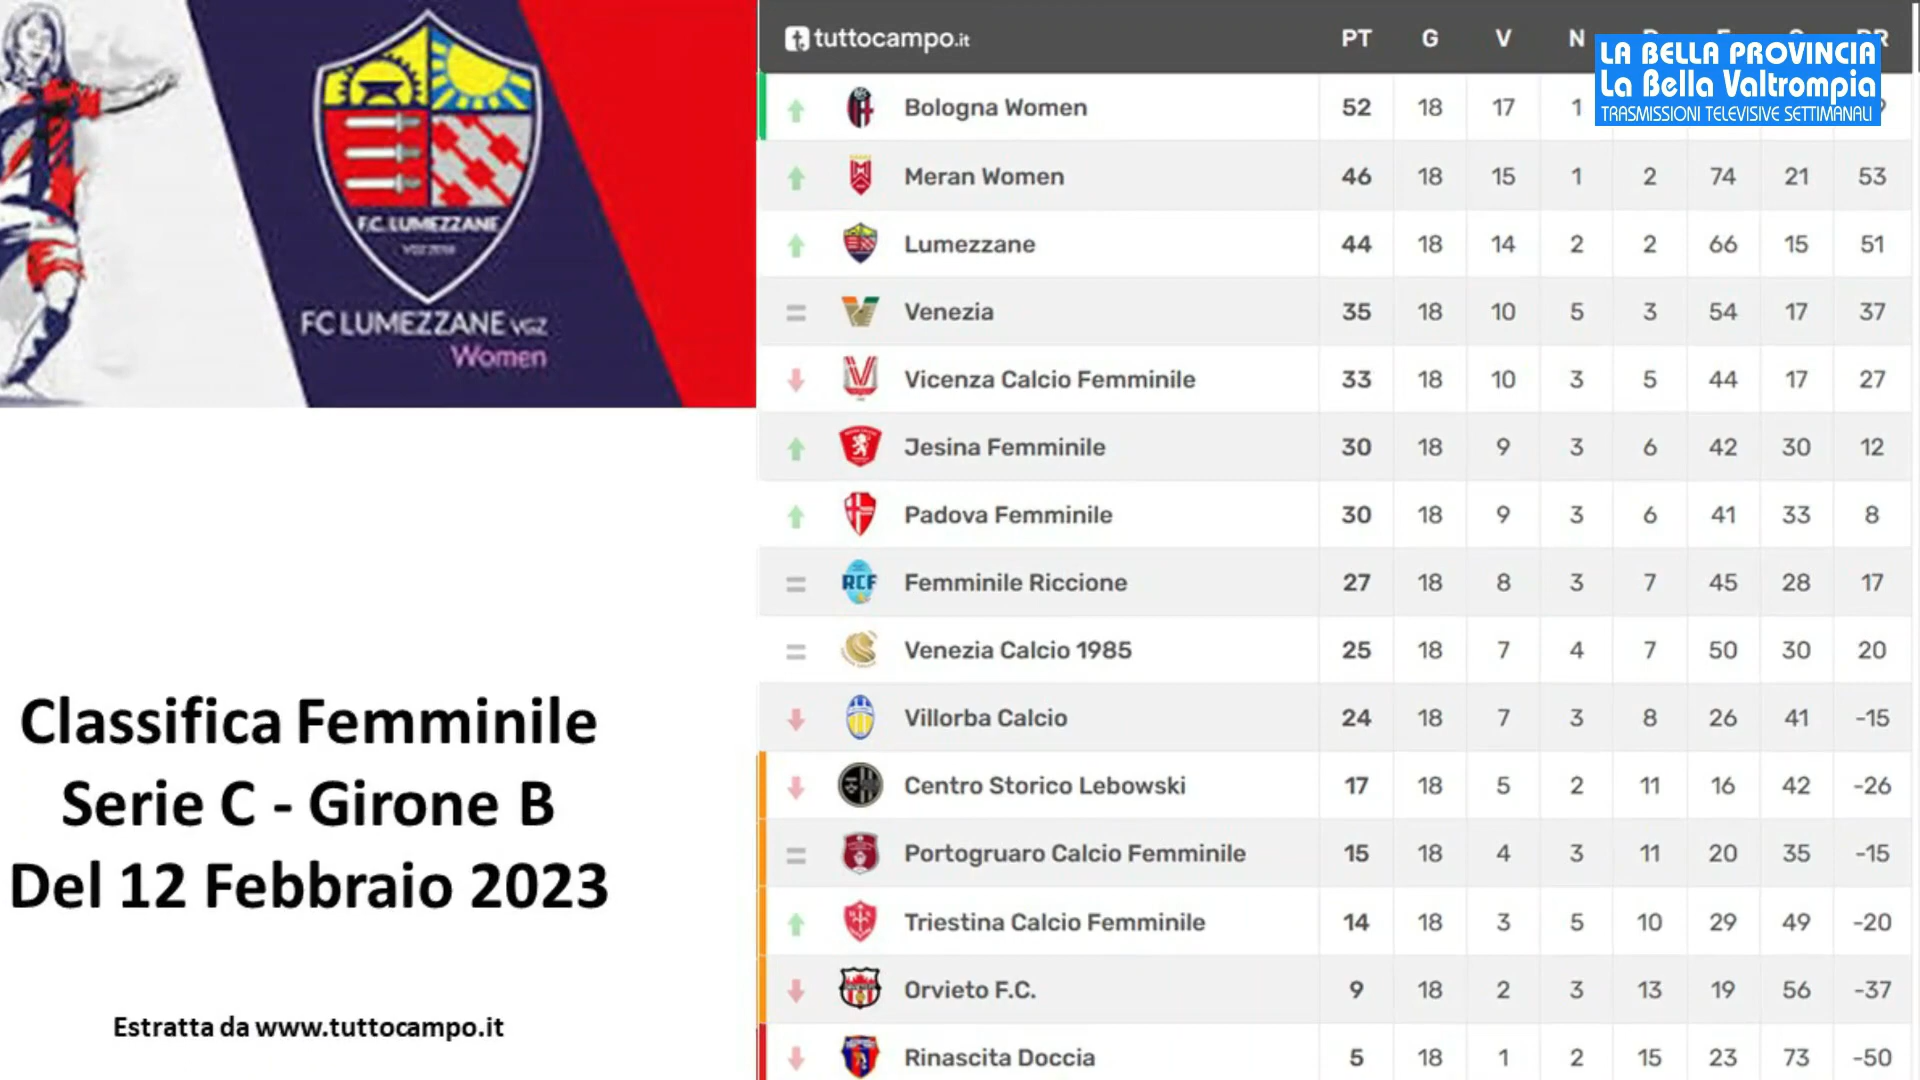 F.C. LUMEZZANE
FC LUMEZZANE VGZ
Women
Classifica Femminile
Serie C - Girone B
Del 12 Febbraio 2023
Estratta da www.tuttocampo.it
tuttocampo.it PT G V N
LA BELLA PROVINCIA
La Bella Valtrompia
TRASMISSIONI TELEVISIVE SETTIMANALI
Bologna Women 52 18 17 1
Meran Women 46 18 15 1 2 74 21 53
Lumezzane 44 18 14 2 2 66 15 51
Venezia 35 18 10 5 3 54 17 37
Vicenza Calcio Femminile 33 18 10 3 5 44 17 27
Jesina Femminile 30 18 9 3 6 42 30 12
Padova Femminile 30 18 9 3 6 41 33 8
RCF Femminile Riccione 27 18 8 3 7 45 28 17
Venezia Calcio 1985 25 18 7 4 7 50 30 20
Villorba Calcio 24 18 7 3 8 26 41 -15
Centro Storico Lebowski 17 18 5 2 11 16 42 -26
Portogruaro Calcio Femminile 15 18 4 3 11 20 35 -15
Triestina Calcio Femminile 14 18 3 5 10 29 49 -20
Orvieto F.C. 9 18 2 3 13 19 56 -37
Rinascita Doccia 5 18 1 2 15 23 73 -50